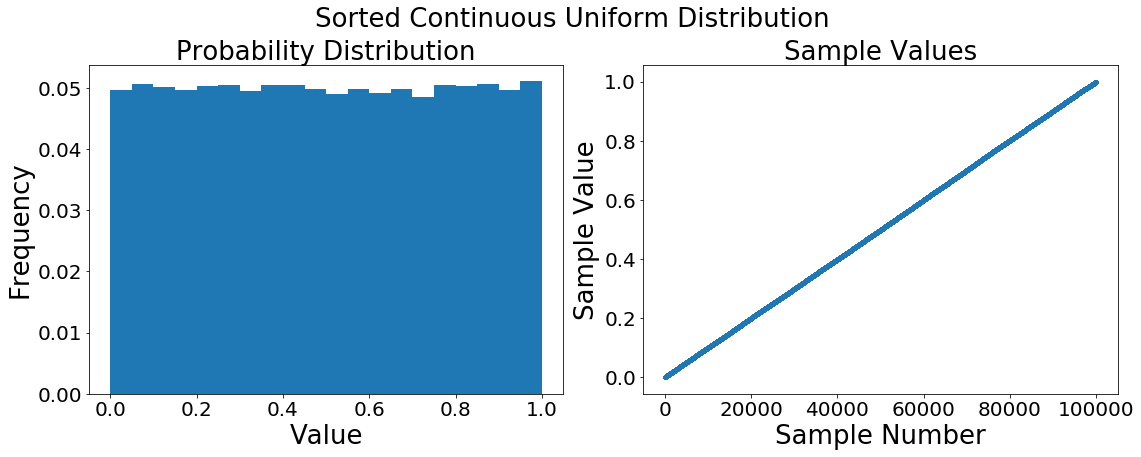 Sorted Continuous Uniform Distribution
Probability Distribution
Frequency
0.05
0.04
0.03
0.02
0.01
0.00
0.0 0.2 0.4 0.6 0.8 1.0
Value
Sample Values
Sample Value
1.0
0.8
0.6
0.4
0.2
0.0
0 20000 40000 60000 80000 100000
Sample Number